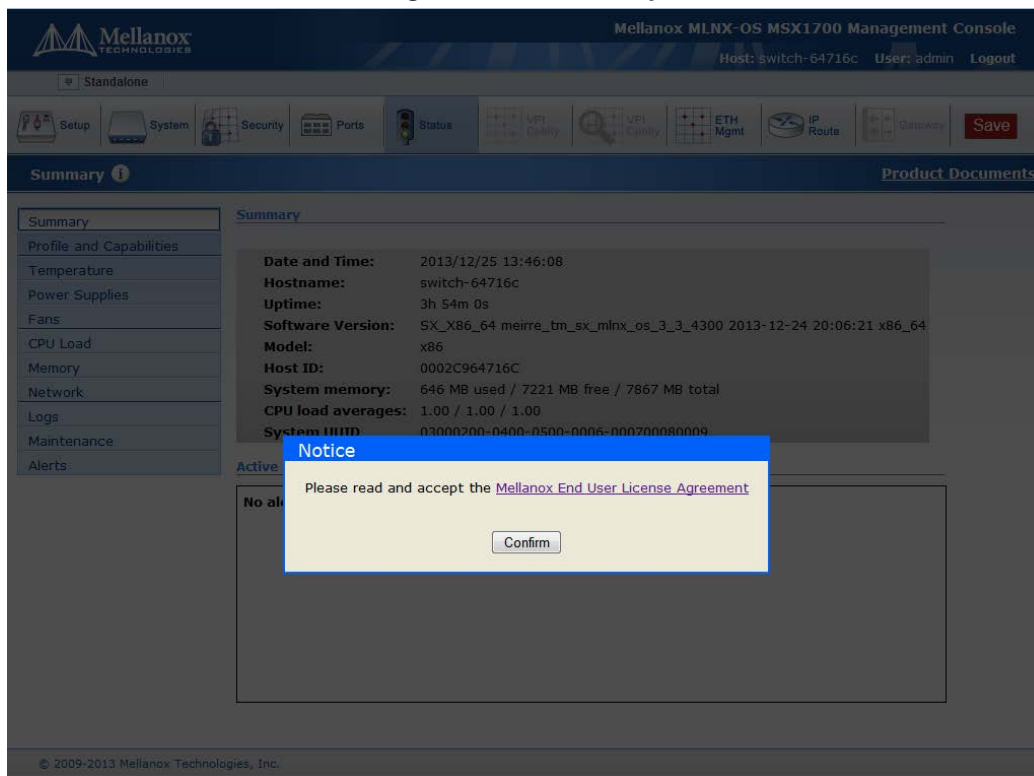 Mellanox
TECHNOLOGIES
Mellanox MLNX-OS MSX1700 Management Console
Host: switch-64716c User: admin Logout
Standalone
Setup
System
Security
Ports
Status
VPI
VPI
ETH
Mgmt
IP
Route
Gateway
Save
Summary
Product Documents
Summary
Profile and Capabilities
Temperature
Power Supplies
Fans
CPU Load
Memory
Network
Logs
Maintenance
Alerts
Summary
Date and Time: 2013/12/25 13:46:08
Hostname: switch-64716c
Uptime: 3h 54m 0s
Software Version: SX_X86_64 meirre_tm_sx_mlnx_os_3_3_4300 2013-12-24 20:06:21 x86_64
Model: x86
Host ID: 0002C964716C
System memory: 646 MB used / 7221 MB free / 7867 MB total
CPU load averages: 1.00 / 1.00 / 1.00
System UUID 03000200-0400-0500-0006-000700080009
Active
No
Notice
Please read and accept the Mellanox End User License Agreement
Confirm
© 2009-2013 Mellanox Technologies, Inc.